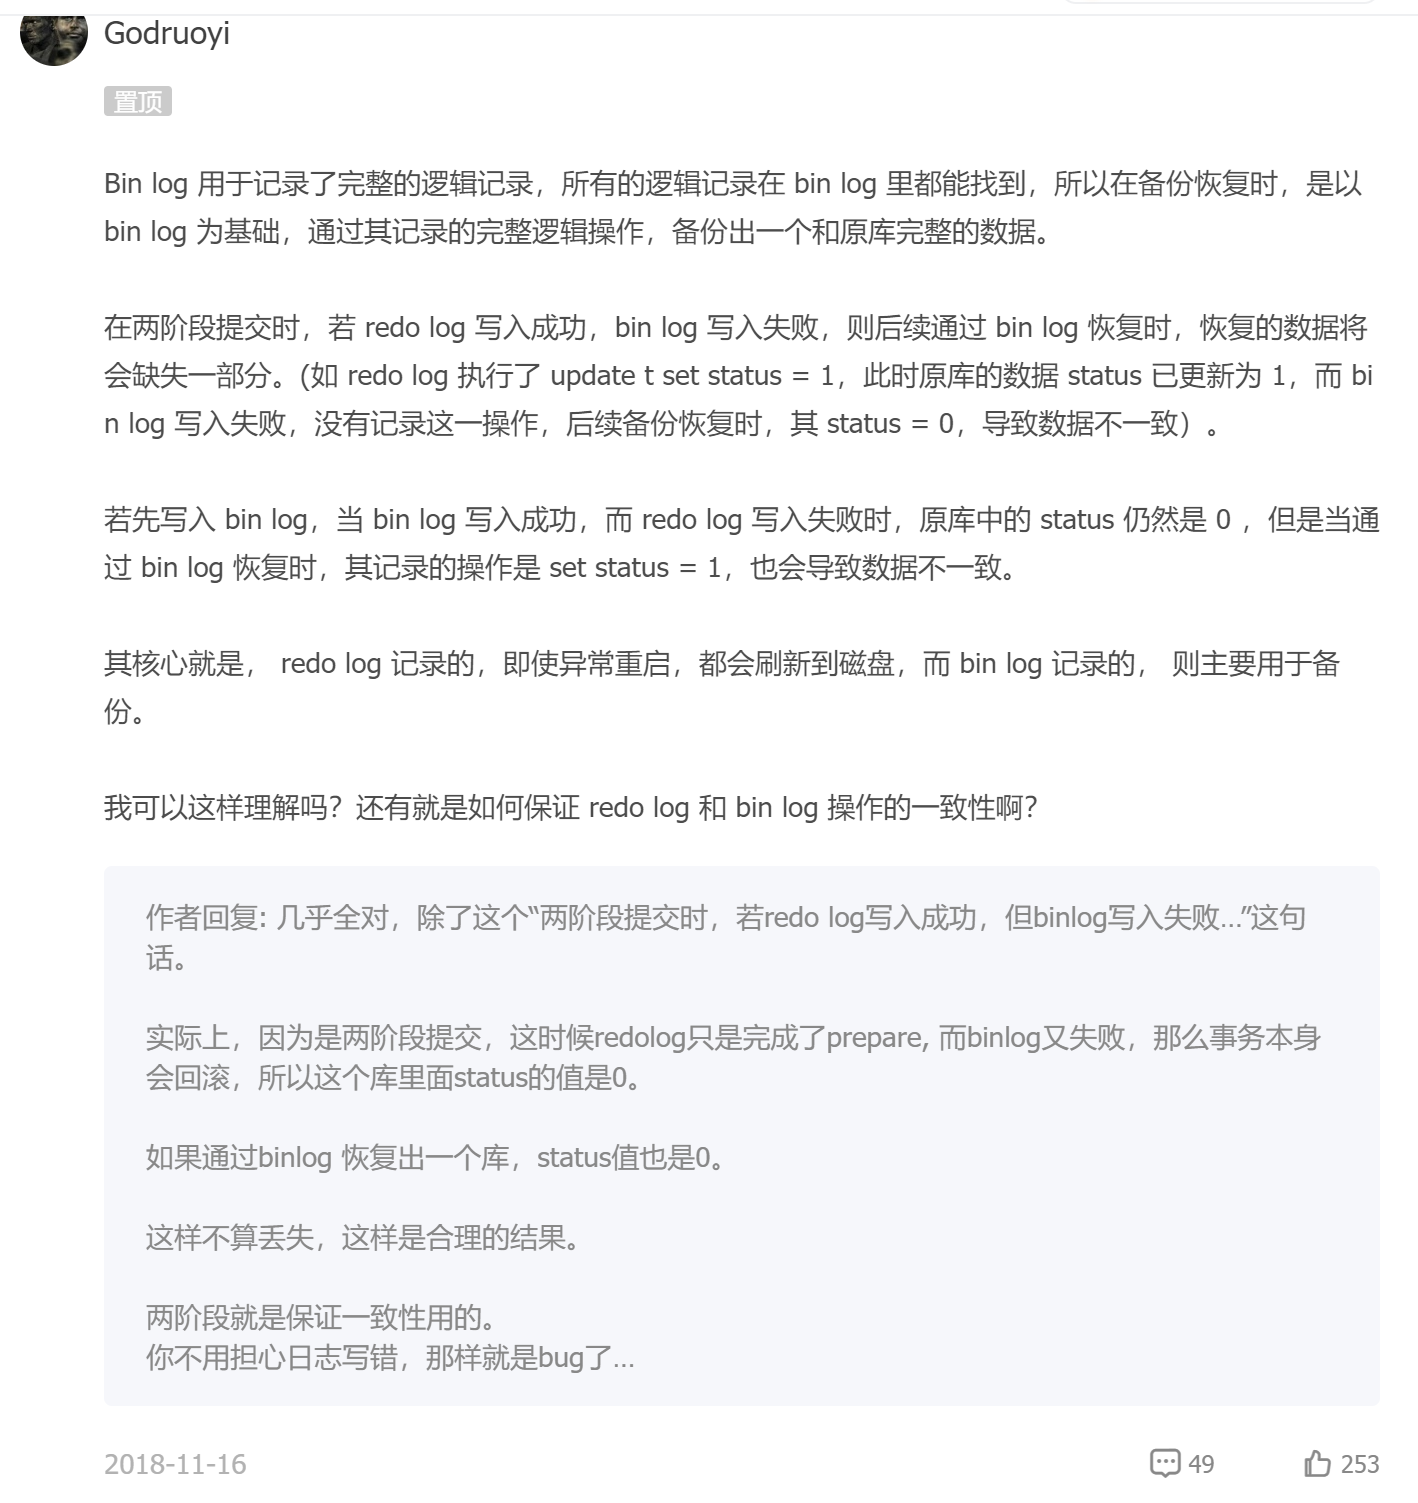 Godruoyi
置顶
Bin log 用于记录了完整的逻辑记录，所有的逻辑记录在 bin log 里都能找到，所以在备份恢复时，是以
bin log 为基础，通过其记录的完整逻辑操作，备份出一个和原库完整的数据。
在两阶段提交时，若 redo log 写入成功，bin log 写入失败，则后续通过 bin log 恢复时，恢复的数据将
会缺失一部分。(如 redo log 执行了 update t set status = 1，此时原库的数据 status 已更新为 1，而 bi
n log 写入失败，没有记录这一操作，后续备份恢复时，其 status = 0，导致数据不一致）。
若先写入 bin log，当 bin log 写入成功，而 redo log 写入失败时，原库中的 status 仍然是 0 ，但是当通
过 bin log 恢复时，其记录的操作是 set status = 1，也会导致数据不一致。
其核心就是， redo log 记录的，即使异常重启，都会刷新到磁盘，而 bin log 记录的， 则主要用于备
份。
我可以这样理解吗？还有就是如何保证 redo log 和 bin log 操作的一致性啊？
作者回复: 几乎全对，除了这个“两阶段提交时，若redo log写入成功，但binlog写入失败…”这句
话。
实际上，因为是两阶段提交，这时候redolog只是完成了prepare, 而binlog又失败，那么事务本身
会回滚，所以这个库里面status的值是0。
如果通过binlog 恢复出一个库，status值也是0。
这样不算丢失，这样是合理的结果。
两阶段就是保证一致性用的。
你不用担心日志写错，那样就是bug了…
2018-11-16
49
253